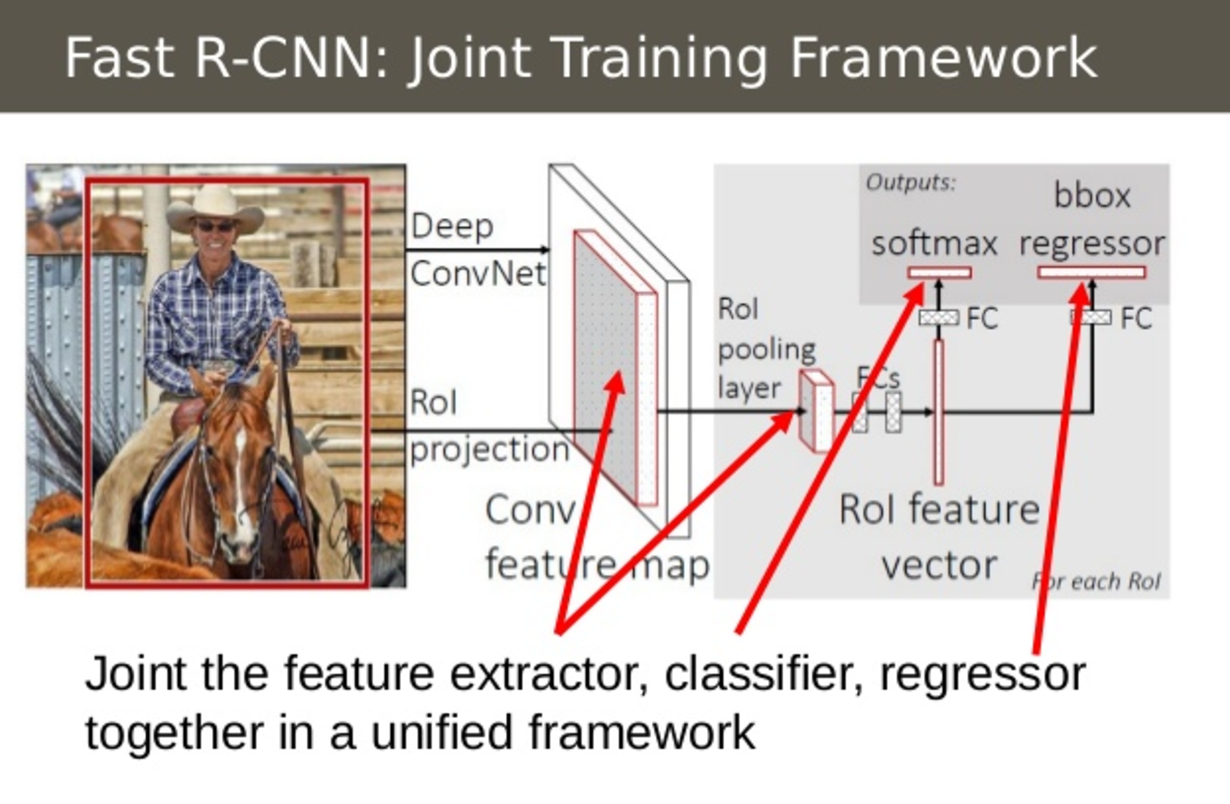 Fast R-CNN: Joint Training Framework
Deep
ConvNet
RoI
projection
Conv
feature map
RoI
pooling
layer
FCs
Outputs:
softmax
bbox
regressor
FC
FC
RoI feature
vector
For each RoI
Joint the feature extractor, classifier, regressor
together in a unified framework